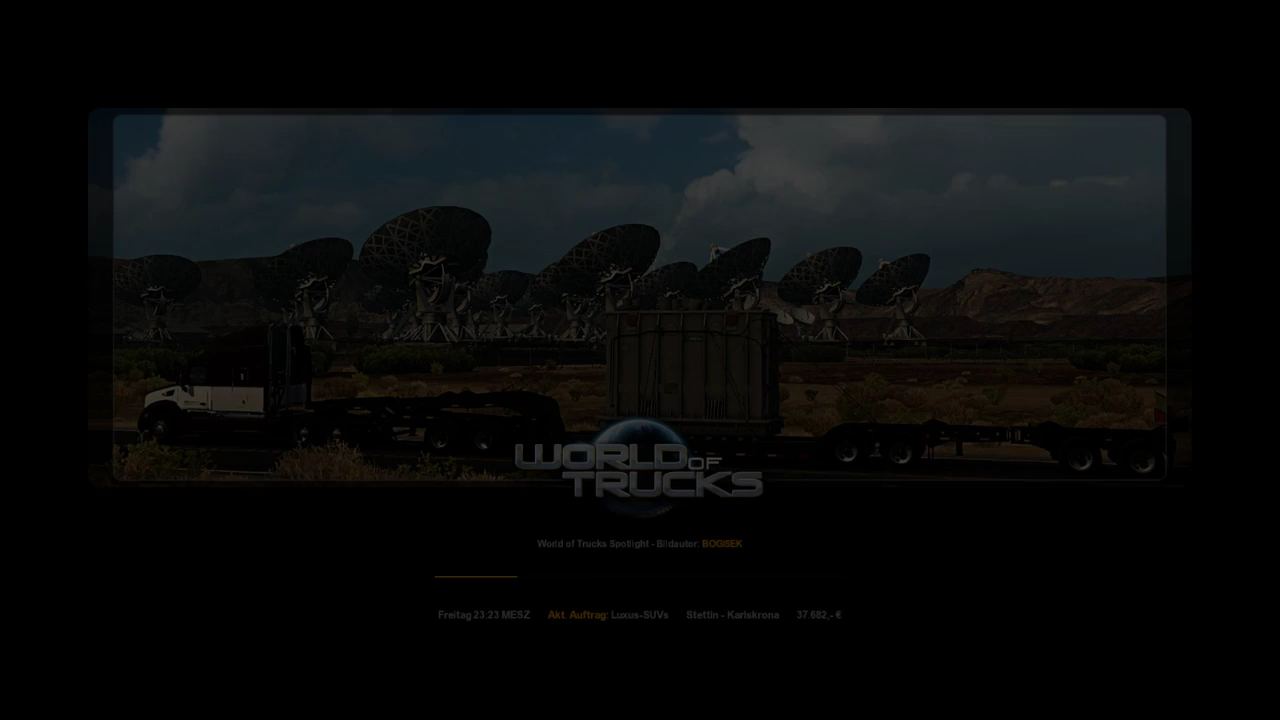 WORLD OF
TRUCKS
World of Trucks Spotlight - Bildautor: BOGISEK
Freitag 23:23 MESZ Akt. Auftrag: Luxus-SUVs Stettin - Karlskrona 37.682,- €